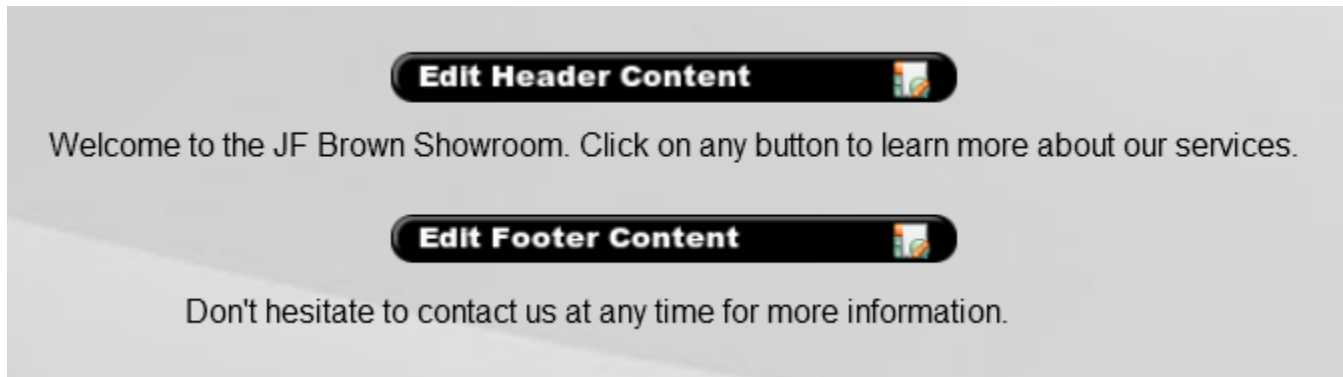 Edit Header Content
Welcome to the JF Brown Showroom. Click on any button to learn more about our services.
Edit Footer Content
Don't hesitate to contact us at any time for more information.